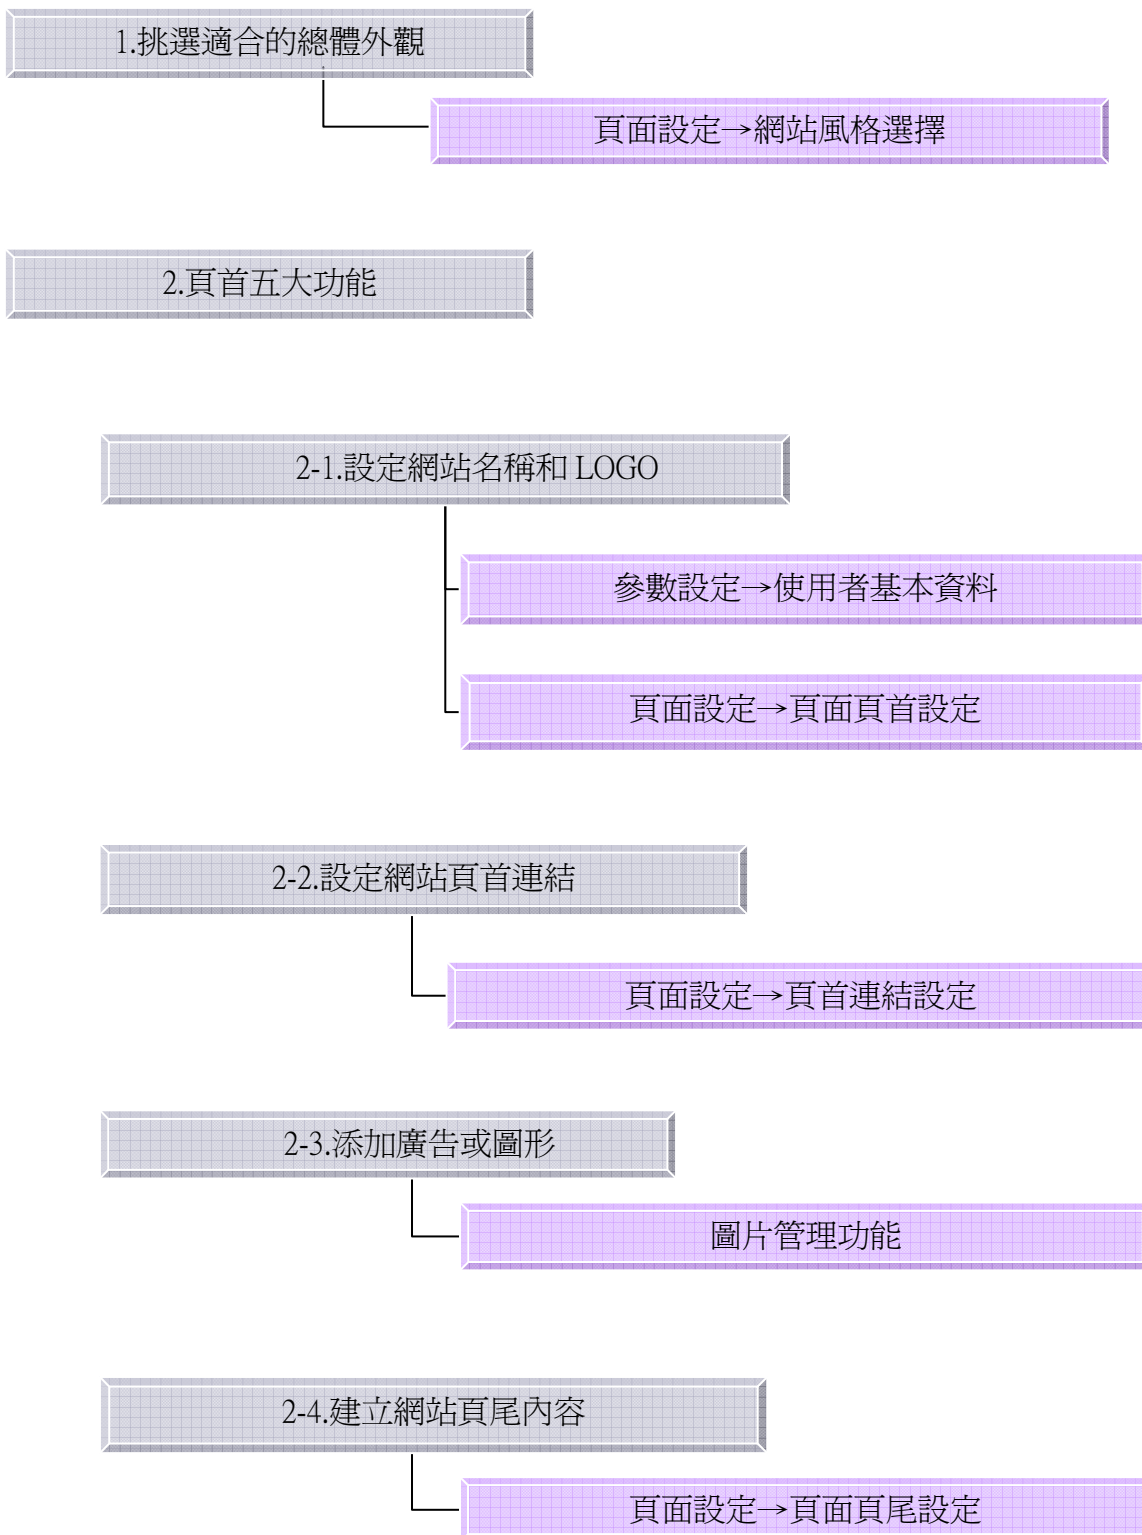 1.挑選適合的總體外觀
頁面設定→網站風格選擇
2.頁首五大功能
2-1.設定網站名稱和 LOGO
參數設定→使用者基本資料
頁面設定→頁面頁首設定
2-2.設定網站頁首連結
頁面設定→頁首連結設定
2-3.添加廣告或圖形
圖片管理功能
2-4.建立網站頁尾內容
頁面設定→頁面頁尾設定